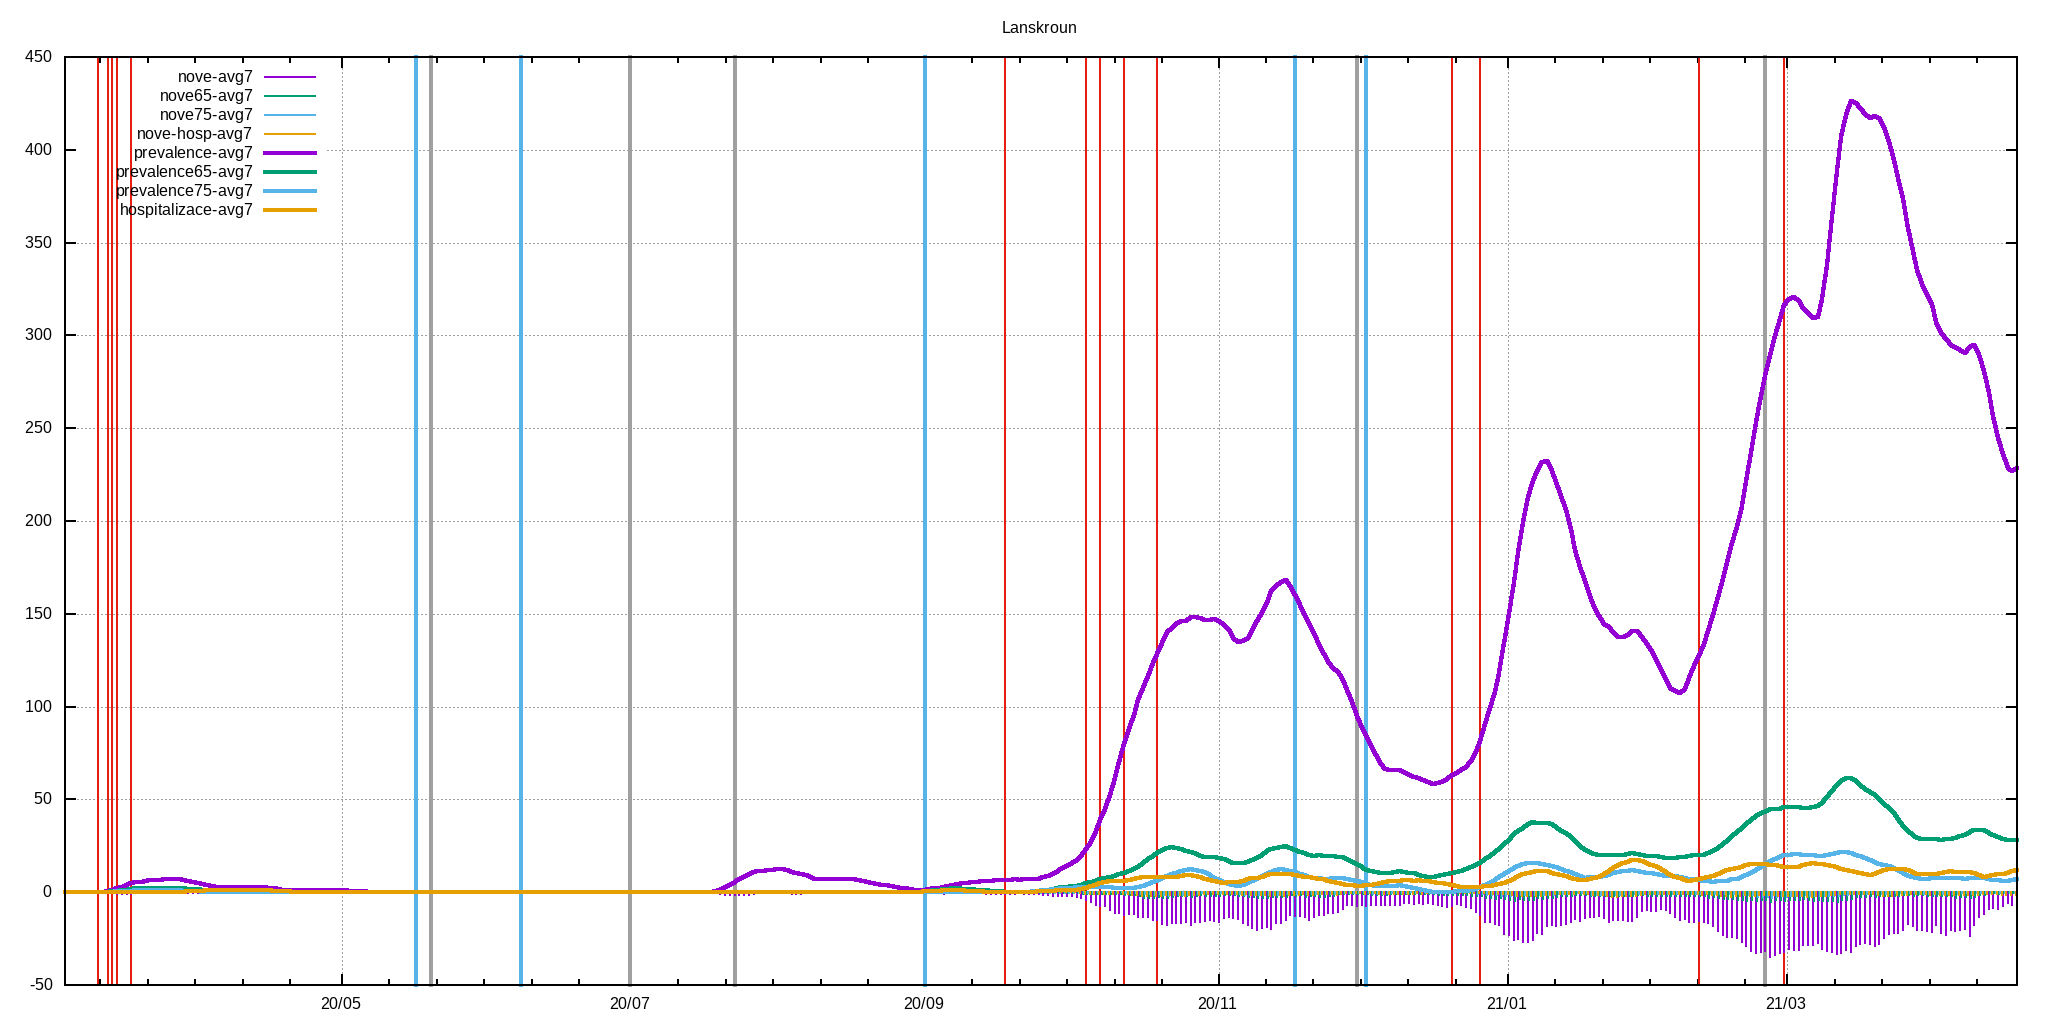 Lanskroun
450
400
350
300
250
200
150
100
50
0
-50
nove-avg7
nove65-avg7
nove75-avg7
nove-hosp-avg7
prevalence-avg7
prevalence65-avg7
prevalence75-avg7
hospitalizace-avg7
20/05 20/07 20/09 20/11 21/01 21/03